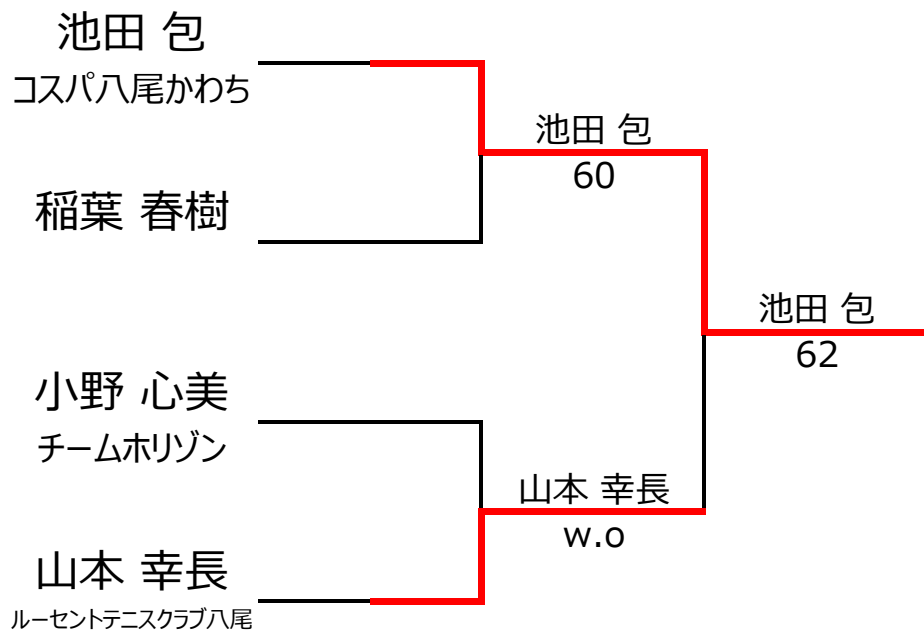 池田 包
コスパ八尾かわち
池田 包
60
稲葉 春樹
池田 包
62
小野 心美
チームホリゾン
山本 幸長
w.o
山本 幸長
ルーセントテニスクラブ八尾